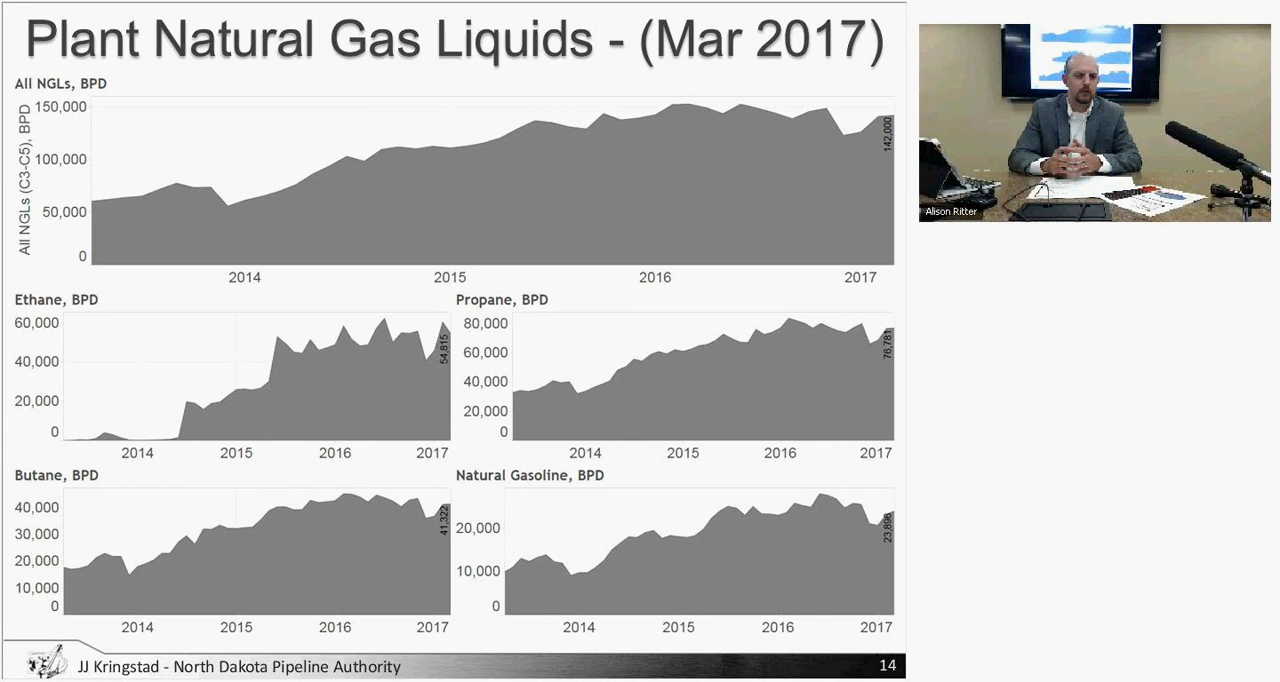 Plant Natural Gas Liquids - (Mar 2017)
All NGLs, BPD
All NGLs (C3-C5), BPD
150,000
100,000
50,000
0
142,000
2014 2015 2016 2017
Ethane, BPD
60,000
40,000
20,000
0
54,815
2014 2015 2016 2017
Propane, BPD
80,000
60,000
40,000
20,000
0
76,781
2014 2015 2016 2017
Butane, BPD
40,000
30,000
20,000
10,000
0
41,322
2014 2015 2016 2017
Natural Gasoline, BPD
20,000
10,000
0
23,896
2014 2015 2016 2017
JJ Kringstad - North Dakota Pipeline Authority
14
Alison Ritter